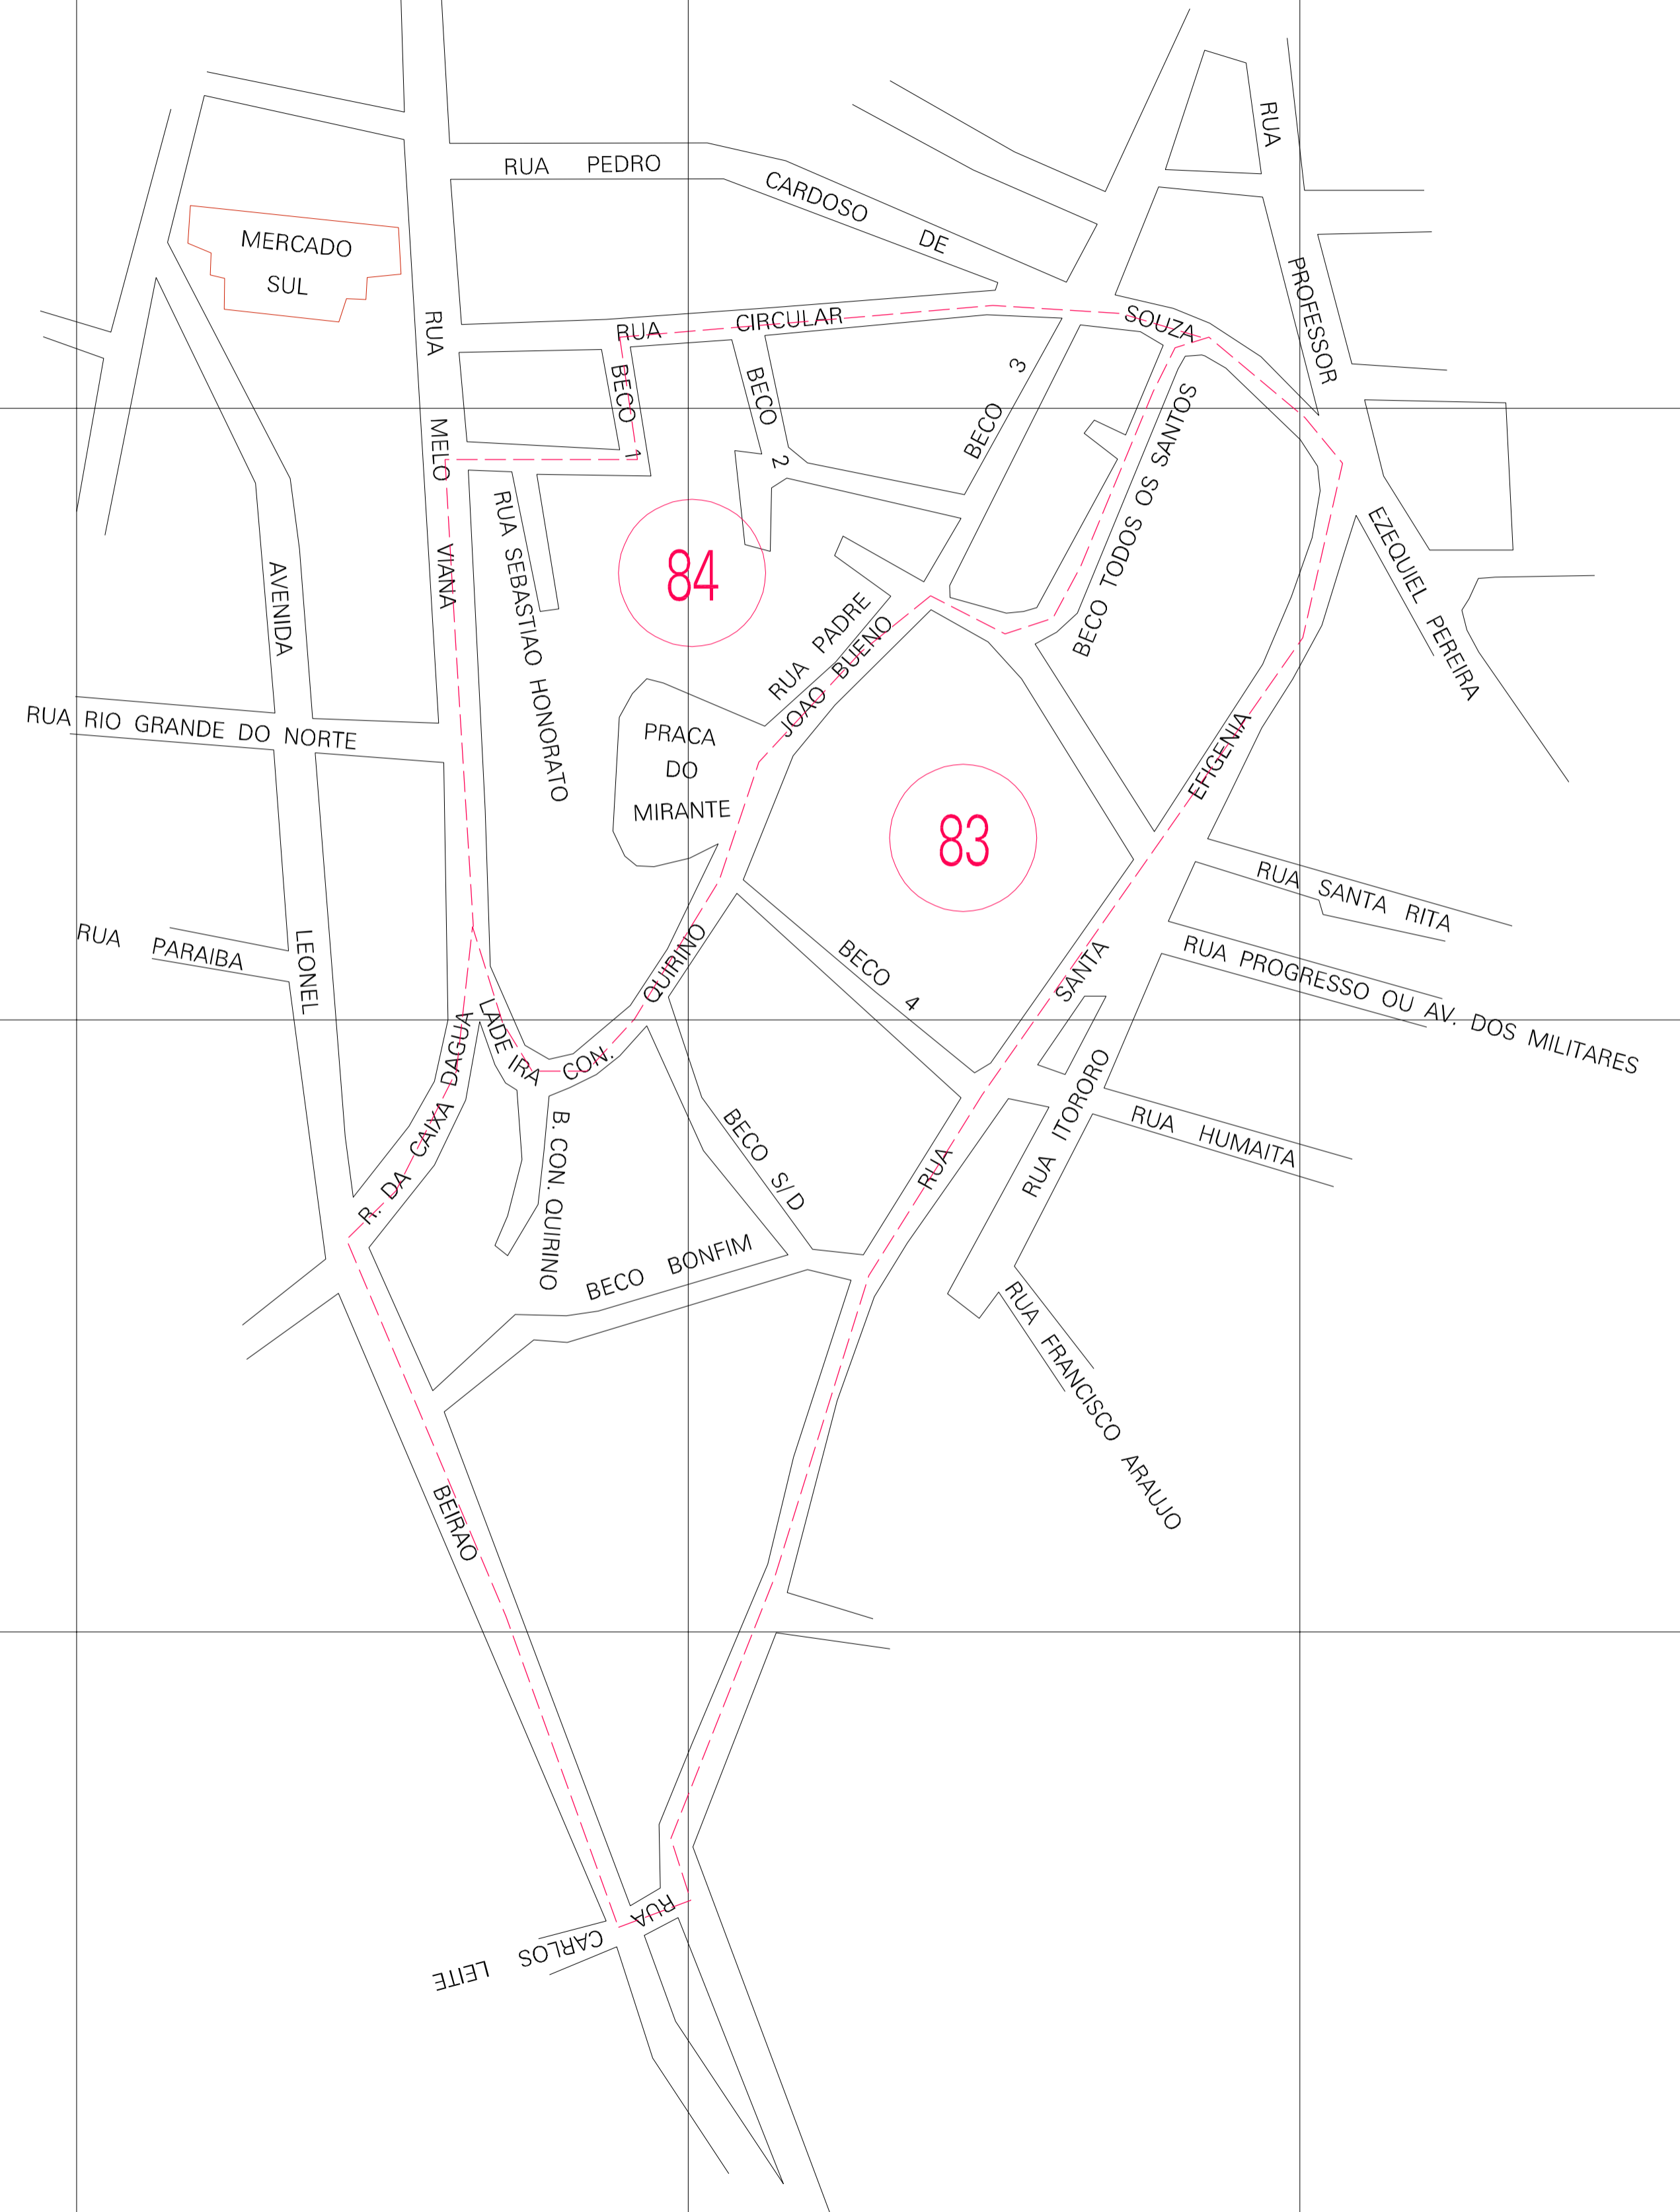 RUA PEDRO CARDOSO DE SOUZA
RUA PROFESSOR EZEQUIEL PEREIRA
MERCADO
SUL
RUA CIRCULAR
RUA MELO VIANA
BECO 1
BECO 2
BECO 3
BECO TODOS OS SANTOS
RUA SEBASTIAO HONORATO
84
AVENIDA LEONEL BEIRAO
RUA PADRE JOAO BUENO
RUA RIO GRANDE DO NORTE
PRACA
DO
MIRANTE
83
RUA SANTA EFIGENIA
RUA SANTA RITA
RUA PARAIBA
RUA PROGRESSO OU AV. DOS MILITARES
BECO 4
LADE IRA CON. QUIRINO
R. DA CAIXA DAGUA
B. CON. QUIRINO
BECO S/D
RUA ITORORO
RUA HUMAITA
BECO BONFIM
RUA FRANCISCO ARAUJO
RUA CARLOS LEITE